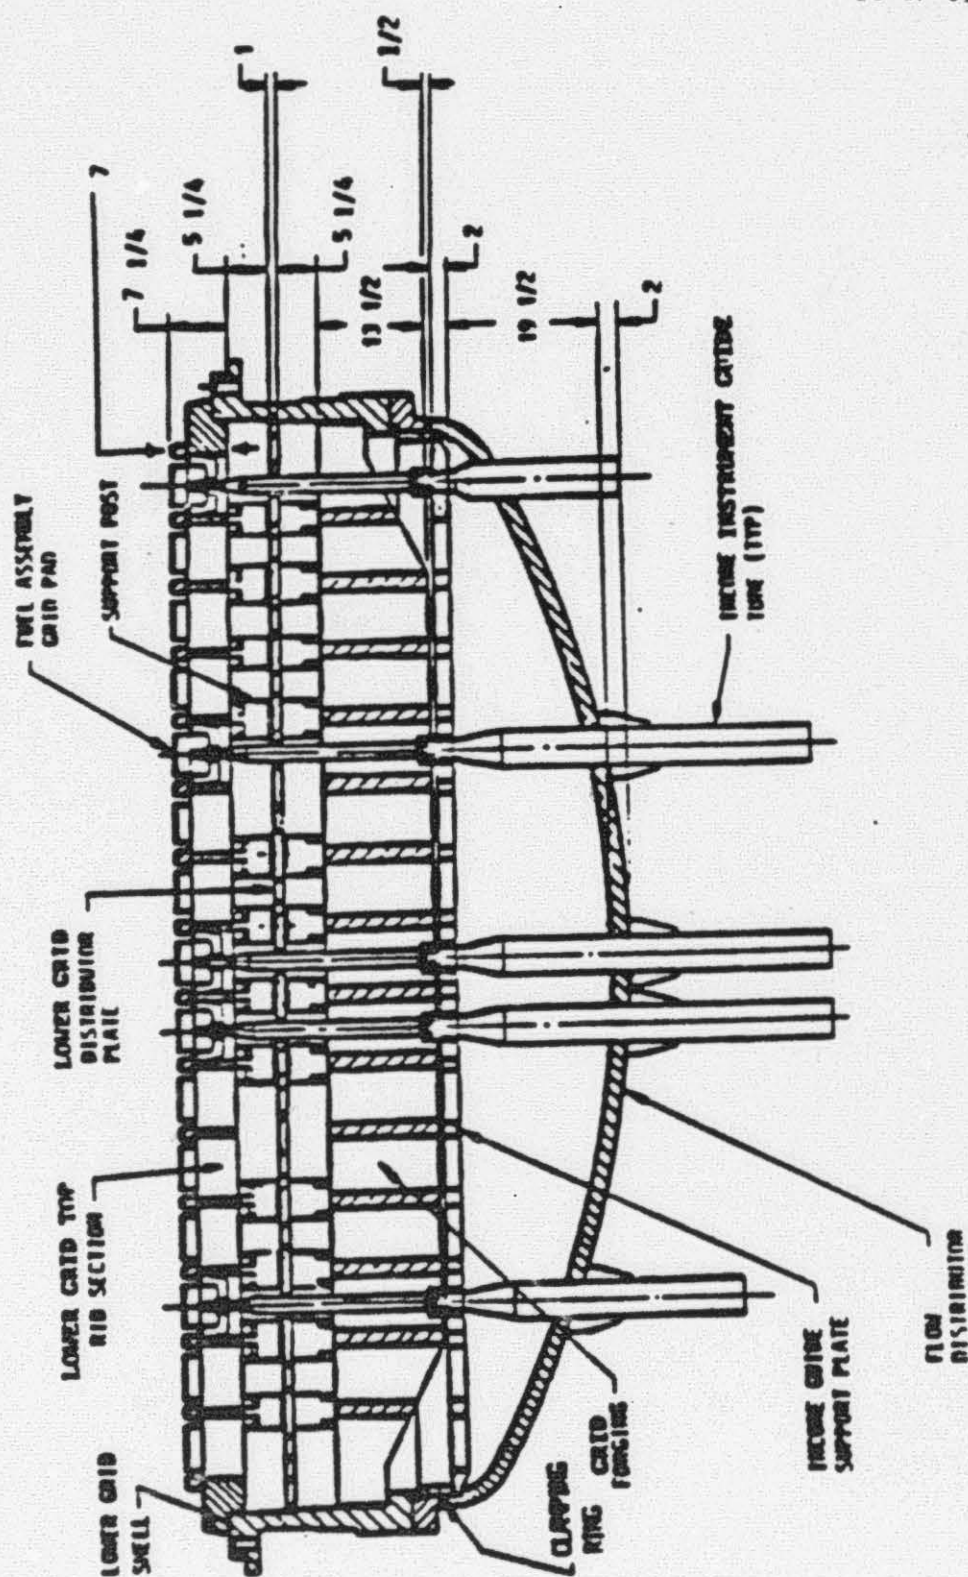 1
1/2
7
5 1/4
7 1/4
5 1/4
13 1/2
2
19 1/2
2
7
FUEL ASSEMBLY
GRID PAD
SUPPORT POST
LOWER GRID
DISTRIBUTOR
PLATE
LOWER GRID TOP
RIB SECTION
LOWER GRID
SHELL
INCORE INSTRUMENT GUIDE
TUBE (TYP)
CLAMPING
RING
GRID
FORGING
INCORE GUIDE
SUPPORT PLATE
FLOW
DISTRIBUTOR